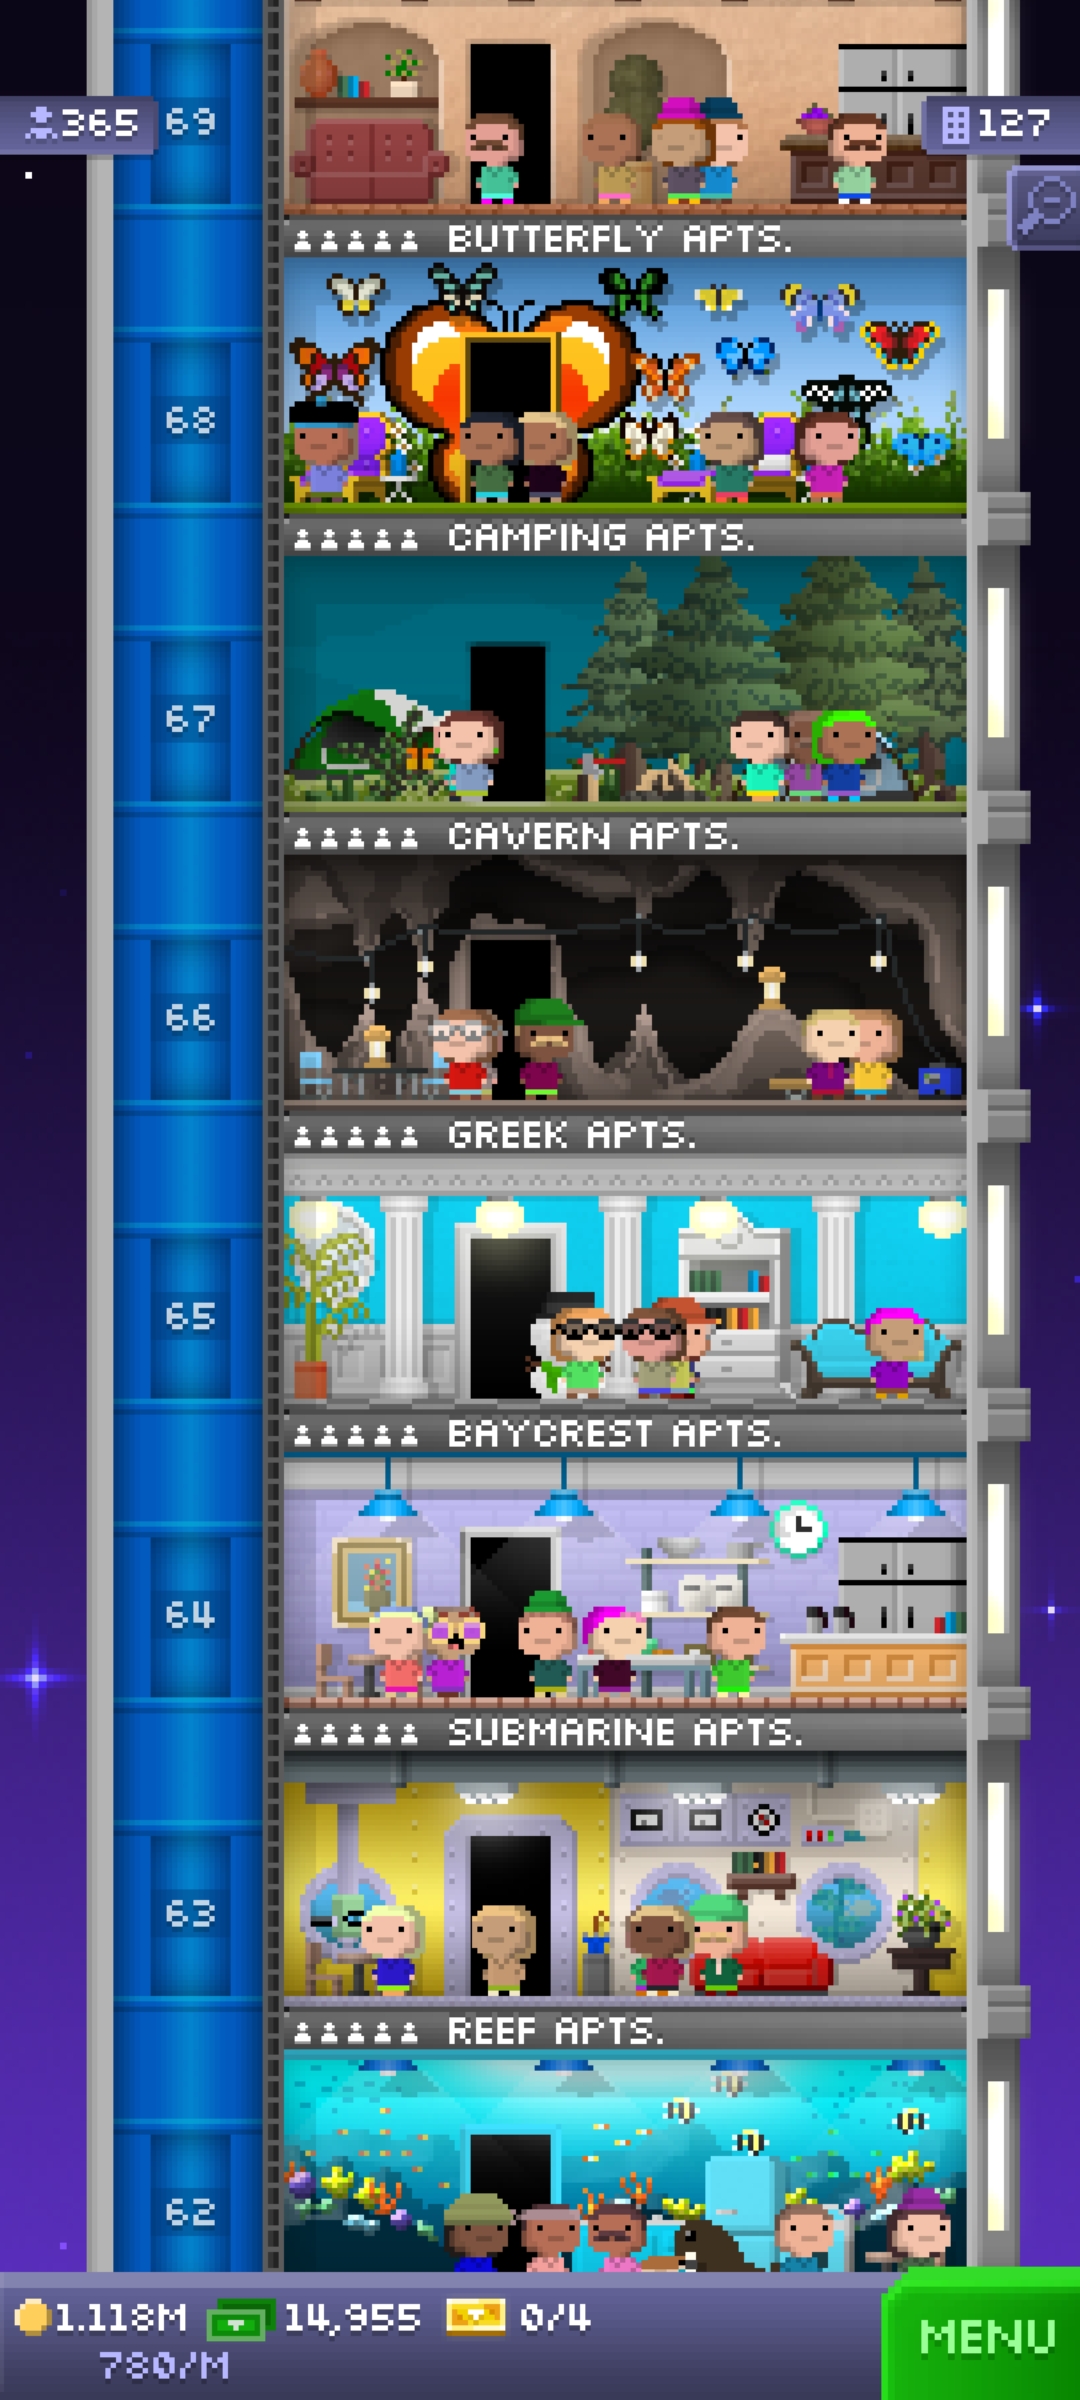 365
69
127
BUTTERFLY APTS.
68
CAMPING APTS.
67
CAVERN APTS.
66
GREEK APTS.
65
BAYCREST APTS.
64
SUBMARINE APTS.
63
REEF APTS.
62
1.118M 14,955 0/4
780/M
MENU